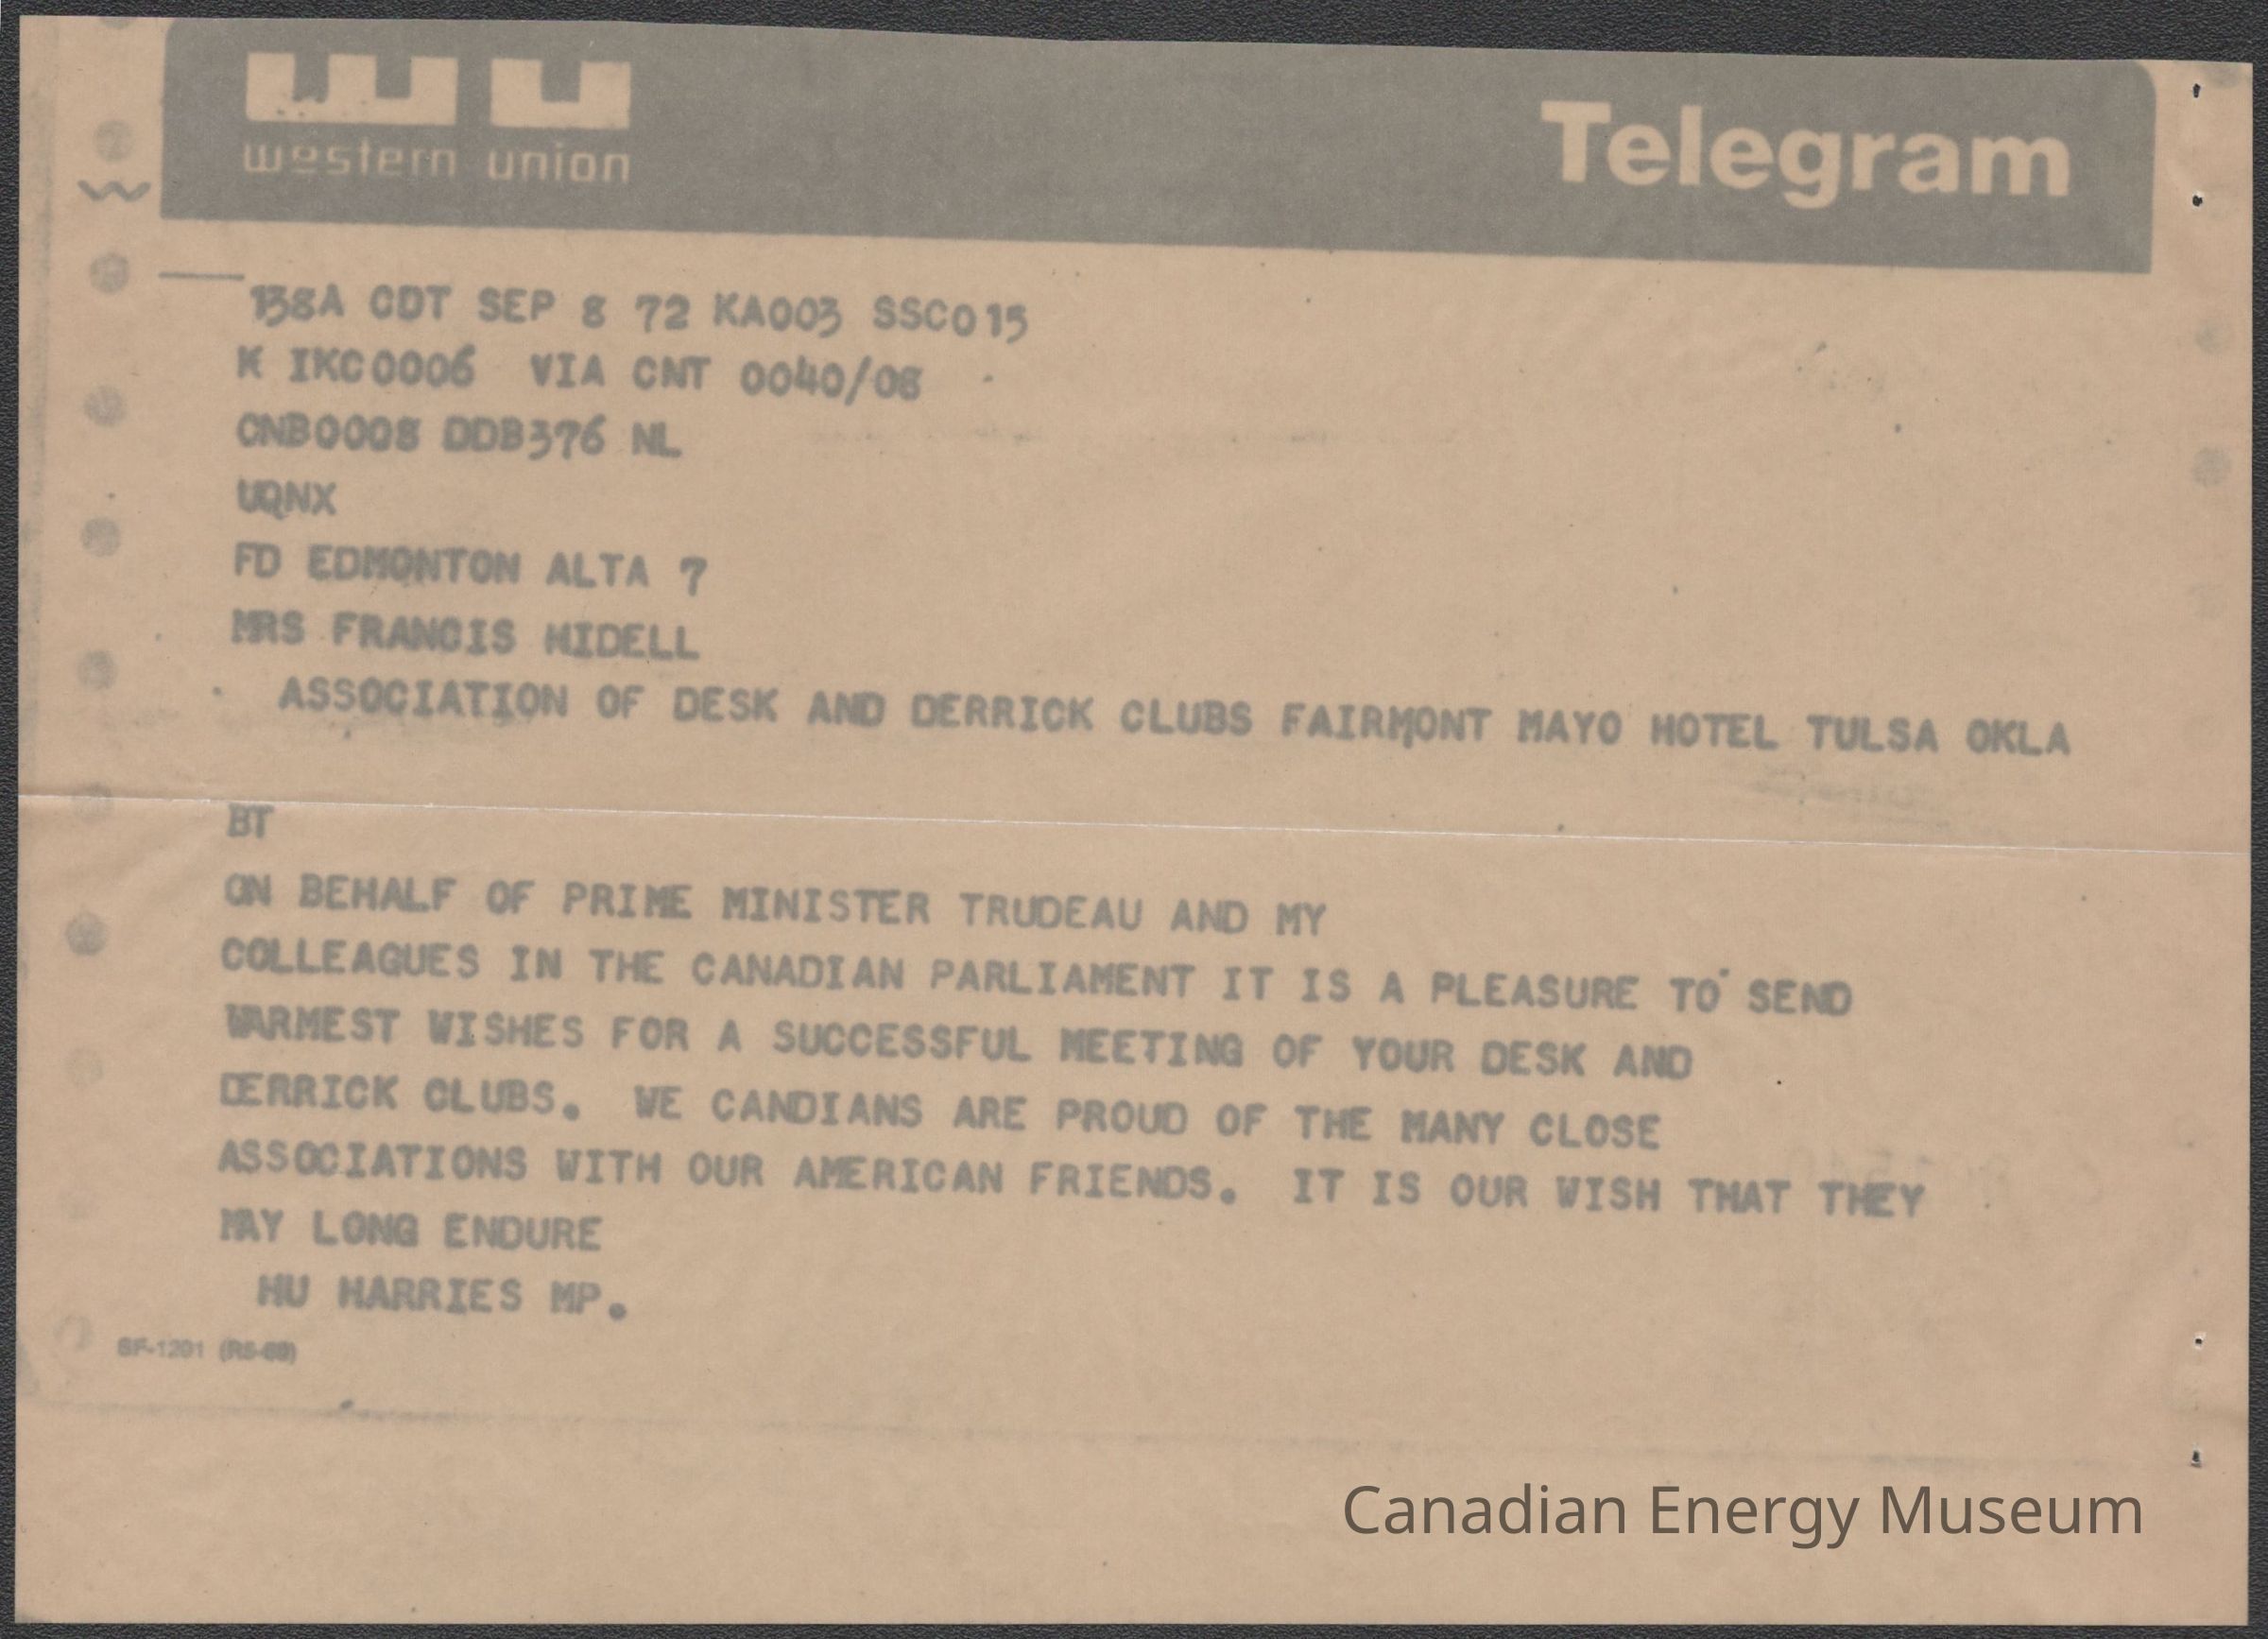 WU
western union
Telegram
138A CDT SEP 8 72 KA003 SSC015
K IKC0006 VIA CNT 0040/08
CNB0008 DDB376 NL
UQNX
FD EDMONTON ALTA 7
MRS FRANCIS HIDELL
ASSOCIATION OF DESK AND DERRICK CLUBS FAIRMONT MAYO HOTEL TULSA OKLA
BT
ON BEHALF OF PRIME MINISTER TRUDEAU AND MY
COLLEAGUES IN THE CANADIAN PARLIAMENT IT IS A PLEASURE TO SEND
WARMEST WISHES FOR A SUCCESSFUL MEETING OF YOUR DESK AND
DERRICK CLUBS. WE CANDIANS ARE PROUD OF THE MANY CLOSE
ASSOCIATIONS WITH OUR AMERICAN FRIENDS. IT IS OUR WISH THAT THEY
MAY LONG ENDURE
HU HARRIES MP.
SF-1201 (R5-69)
Canadian Energy Museum